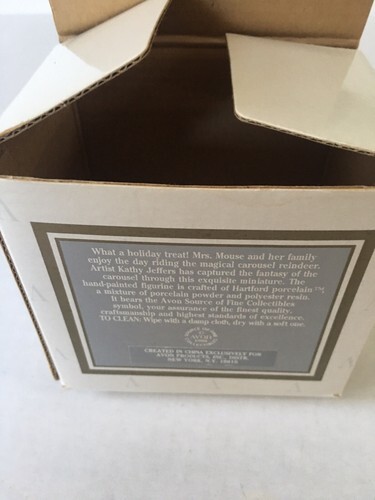 What a holiday treat! Mrs. Mouse and her family
enjoy the day riding the magical carousel reindeer.
Artist Kathy Jeffers has captured the fantasy of the
carousel through this exquisite miniature. The
hand-painted figurine is crafted of Hartford porcelain™,
a mixture of porcelain powder and polyester resin.
It bears the Avon Source of Fine Collectibles
symbol, your assurance of the finest quality,
craftsmanship and highest standards of excellence.
TO CLEAN: Wipe with a damp cloth, dry with a soft one.
AVON
CREATED IN CHINA EXCLUSIVELY FOR
AVON PRODUCTS, INC. DISTR.
NEW YORK, N.Y.